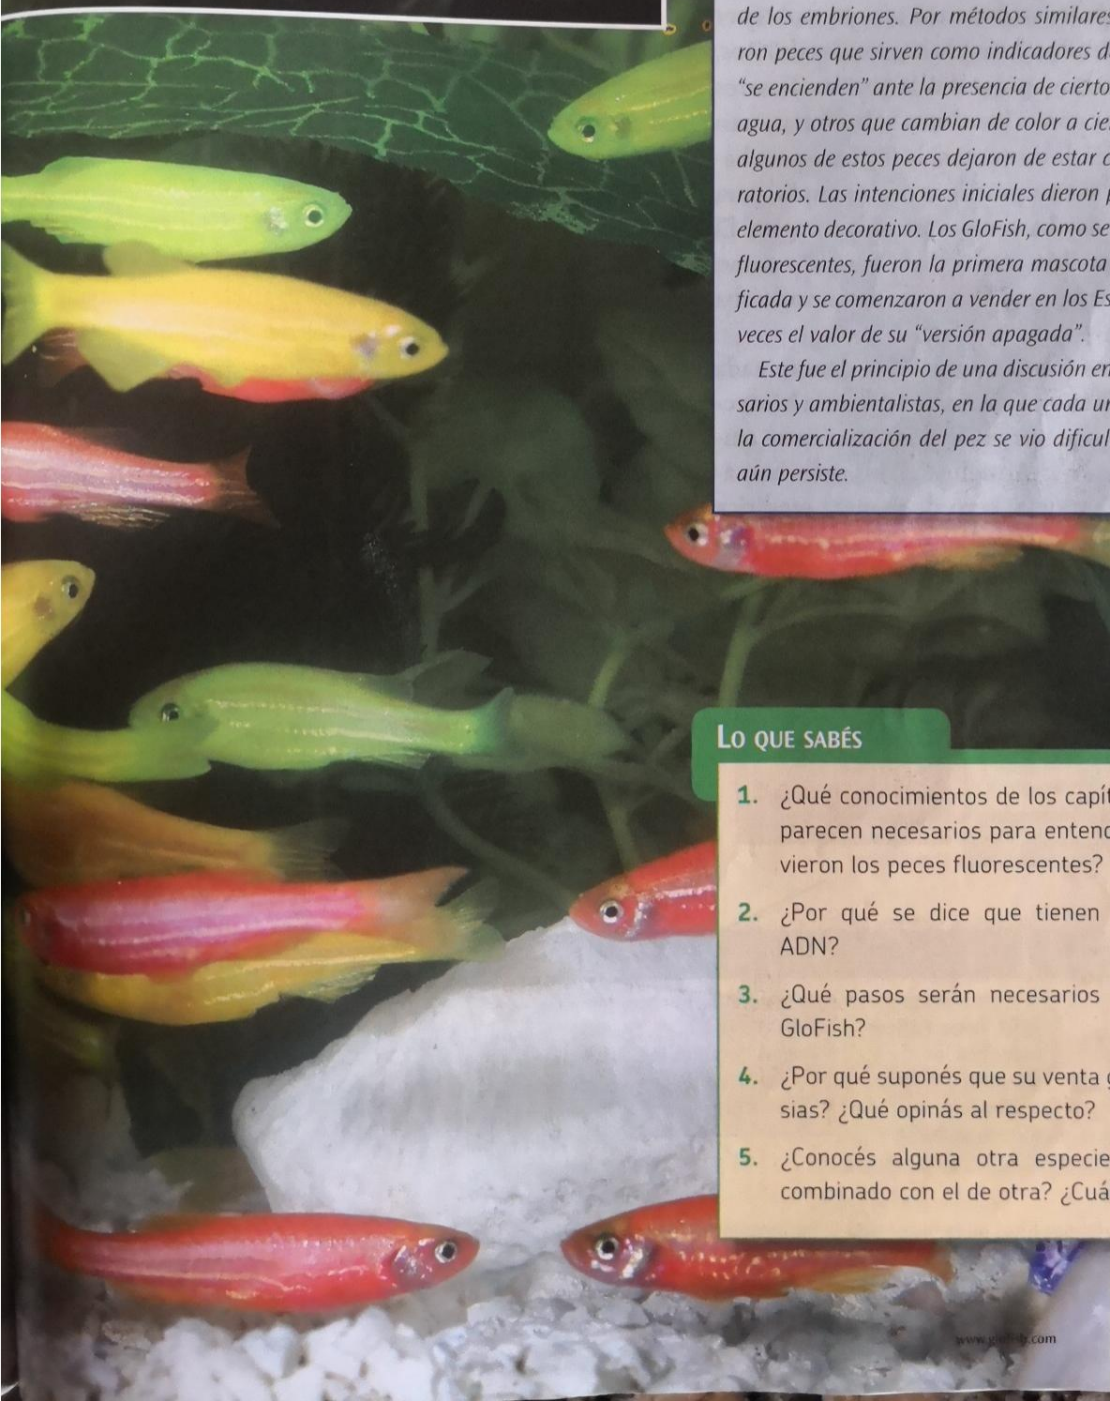 de los embriones. Por métodos similares
ron peces que sirven como indicadores d
“se encienden” ante la presencia de cierto
agua, y otros que cambian de color a cie
algunos de estos peces dejaron de estar
ratorios. Las intenciones iniciales dieron
elemento decorativo. Los GloFish, como se
fluorescentes, fueron la primera mascota
ficada y se comenzaron a vender en los Es
veces el valor de su “versión apagada”.
Este fue el principio de una discusión en
sarios y ambientalistas, en la que cada un
la comercialización del pez se vio dificul
aún persiste.
LO QUE SABÉS
1. ¿Qué conocimientos de los capít
parecen necesarios para entend
vieron los peces fluorescentes?
2. ¿Por qué se dice que tienen
ADN?
3. ¿Qué pasos serán necesarios
GloFish?
4. ¿Por qué suponés que su venta
sias? ¿Qué opinás al respecto?
5. ¿Conocés alguna otra especie
combinado con el de otra? ¿Cuá
www.glofish.com